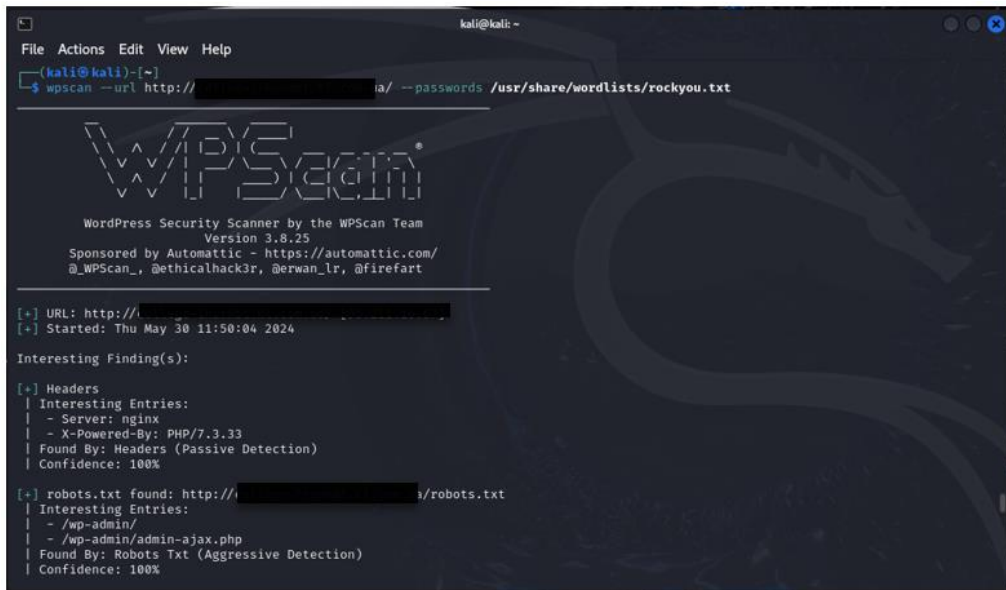 kali@kali: ~
File Actions Edit View Help
(kali㉿kali)-[~]
$ wpscan --url http:// a/ --passwords /usr/share/wordlists/rockyou.txt
WPScan®
WordPress Security Scanner by the WPScan Team
Version 3.8.25
Sponsored by Automattic - https://automattic.com/
@_WPScan_, @ethicalhack3r, @erwan_lr, @firefart
[+] URL: http://
[+] Started: Thu May 30 11:50:04 2024
Interesting Finding(s):
[+] Headers
| Interesting Entries:
| - Server: nginx
| - X-Powered-By: PHP/7.3.33
| Found By: Headers (Passive Detection)
| Confidence: 100%
[+] robots.txt found: http:// a/robots.txt
| Interesting Entries:
| - /wp-admin/
| - /wp-admin/admin-ajax.php
| Found By: Robots Txt (Aggressive Detection)
| Confidence: 100%